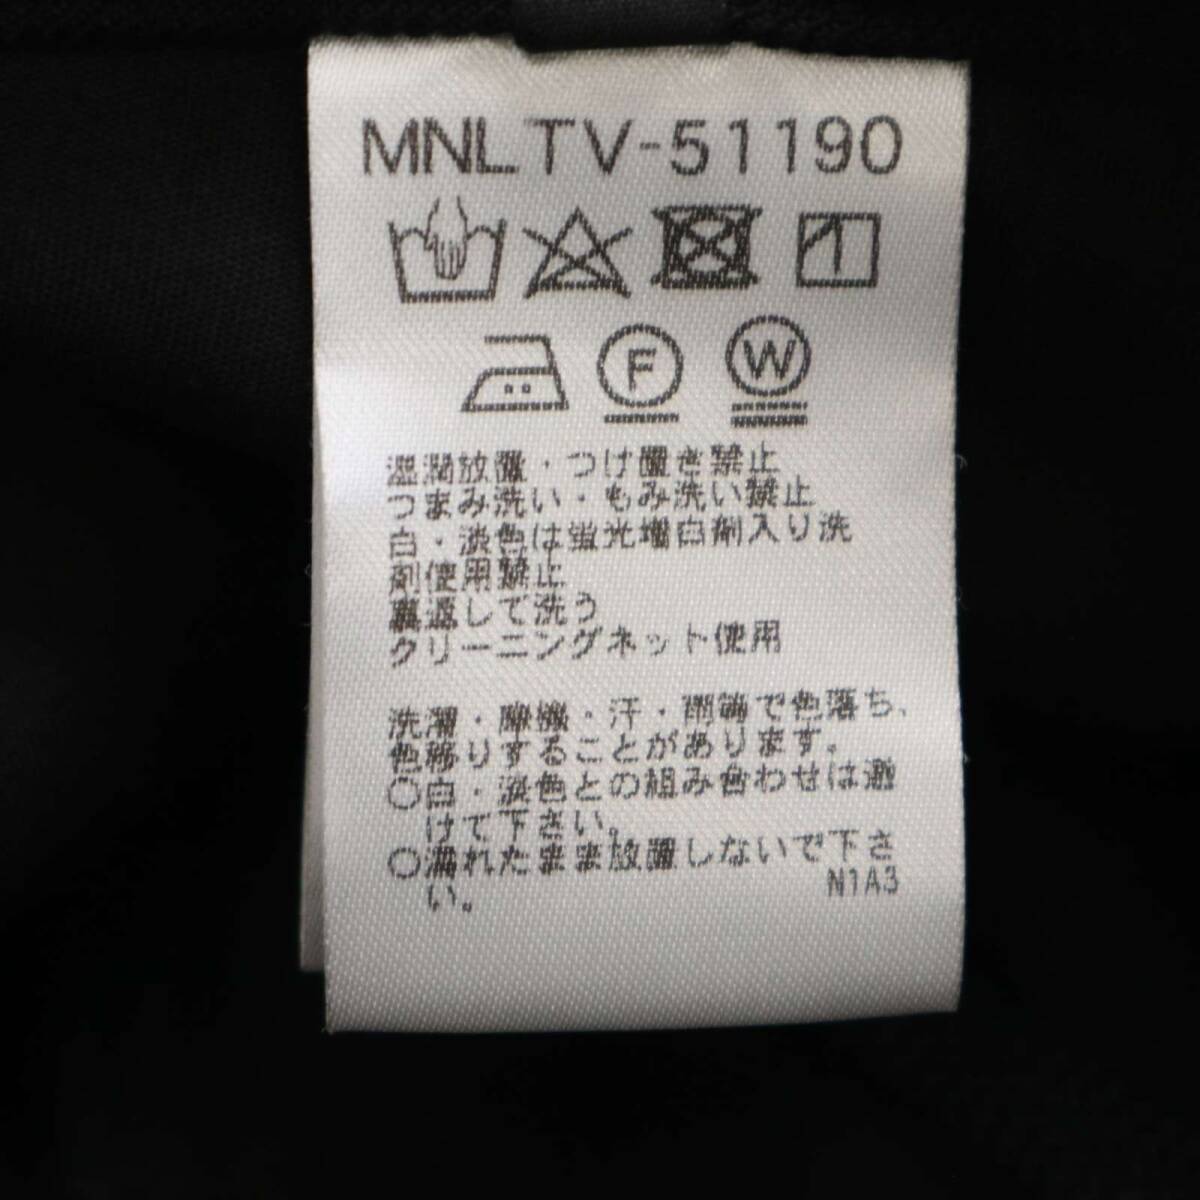 MNLTV-51190
F
W
湿潤放置・つけ置き禁止
つまみ洗い・もみ洗い禁止
白・淡色は蛍光増白剤入り洗
剤使用禁止
裏返して洗う
クリーニングネット使用
洗濯・摩擦・汗・雨等で色落ち、
色移りすることがあります。
○白・淡色との組み合わせは避
けて下さい。
○濡れたまま放置しないで下さ
い。
N1A3